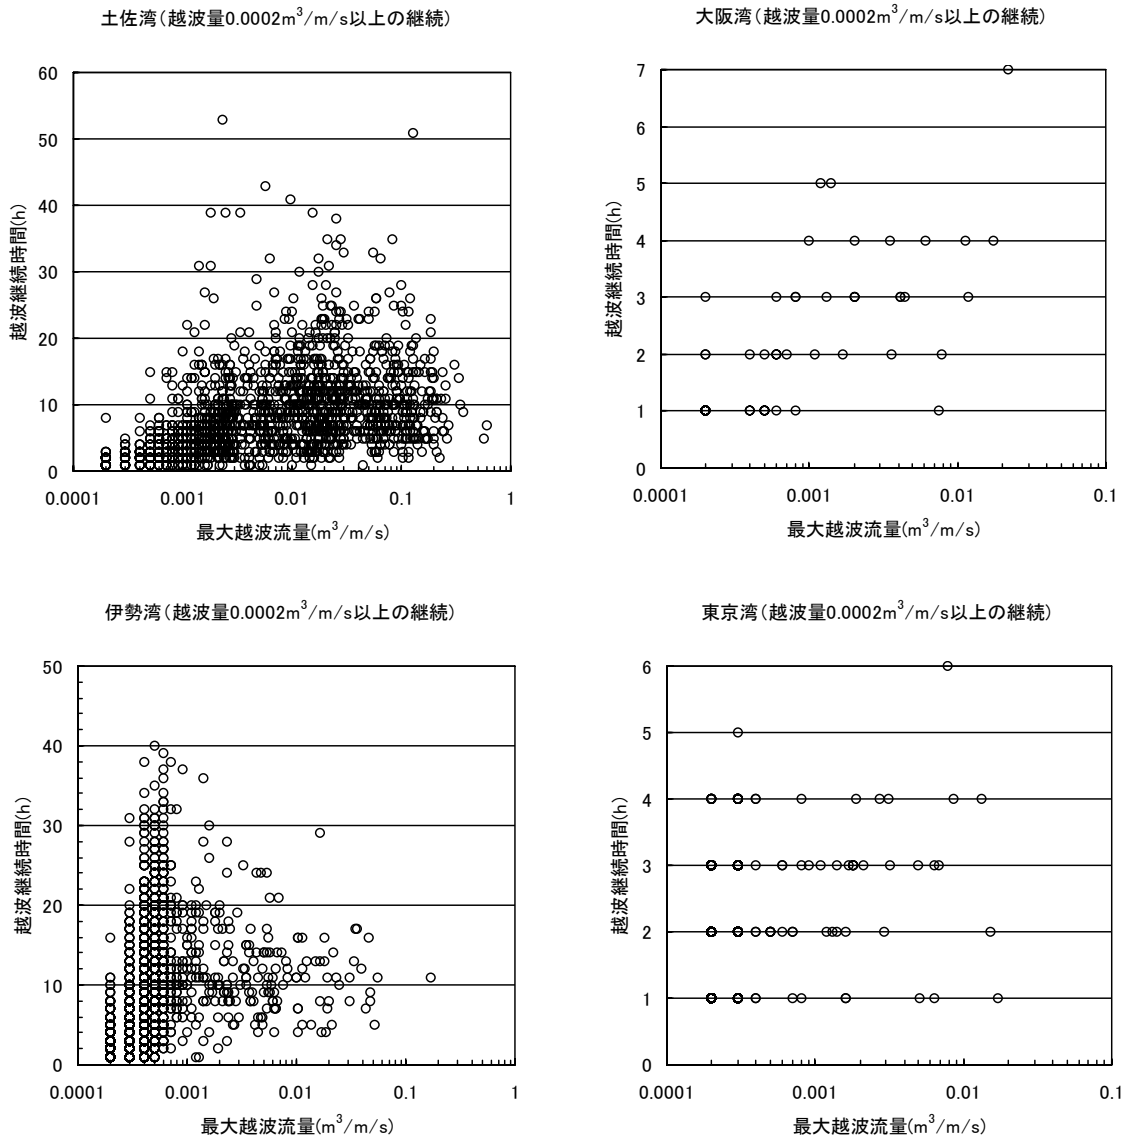 土佐湾(越波量0.0002m³/m/s以上の継続)
60
50
40
30
20
10
0
越波継続時間(h)
0.0001 0.001 0.01 0.1 1
最大越波流量(m³/m/s)
大阪湾(越波量0.0002m³/m/s以上の継続)
7
6
5
4
3
2
1
0
越波継続時間(h)
0.0001 0.001 0.01 0.1
最大越波流量(m³/m/s)
伊勢湾(越波量0.0002m³/m/s以上の継続)
50
40
30
20
10
0
越波継続時間(h)
0.0001 0.001 0.01 0.1 1
最大越波流量(m³/m/s)
東京湾(越波量0.0002m³/m/s以上の継続)
6
5
4
3
2
1
0
越波継続時間(h)
0.0001 0.001 0.01 0.1
最大越波流量(m³/m/s)